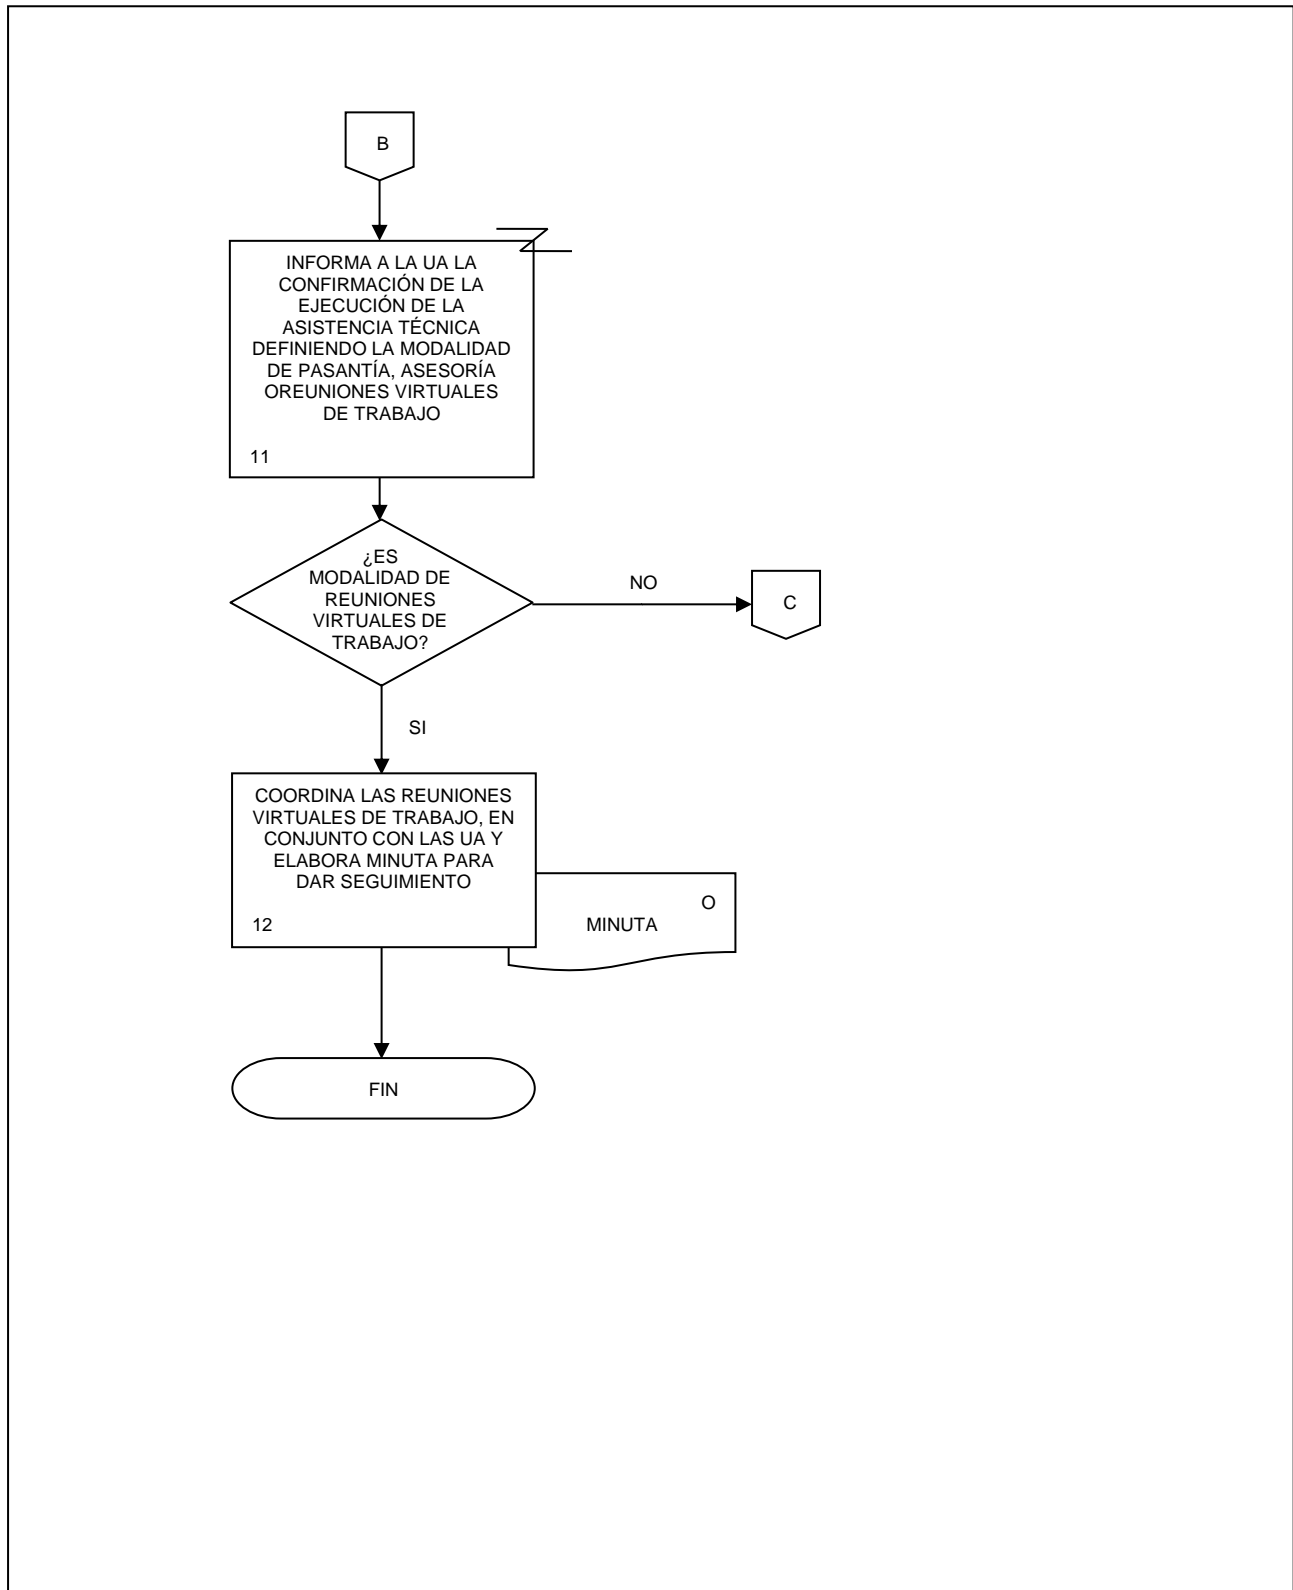 B
INFORMA A LA UA LA
CONFIRMACIÓN DE LA
EJECUCIÓN DE LA
ASISTENCIA TÉCNICA
DEFINIENDO LA MODALIDAD
DE PASANTÍA, ASESORÍA
OREUNIONES VIRTUALES
DE TRABAJO
11
¿ES
MODALIDAD DE
REUNIONES
VIRTUALES DE
TRABAJO?
NO
C
SI
COORDINA LAS REUNIONES
VIRTUALES DE TRABAJO, EN
CONJUNTO CON LAS UA Y
ELABORA MINUTA PARA
DAR SEGUIMIENTO
12
O
MINUTA
FIN